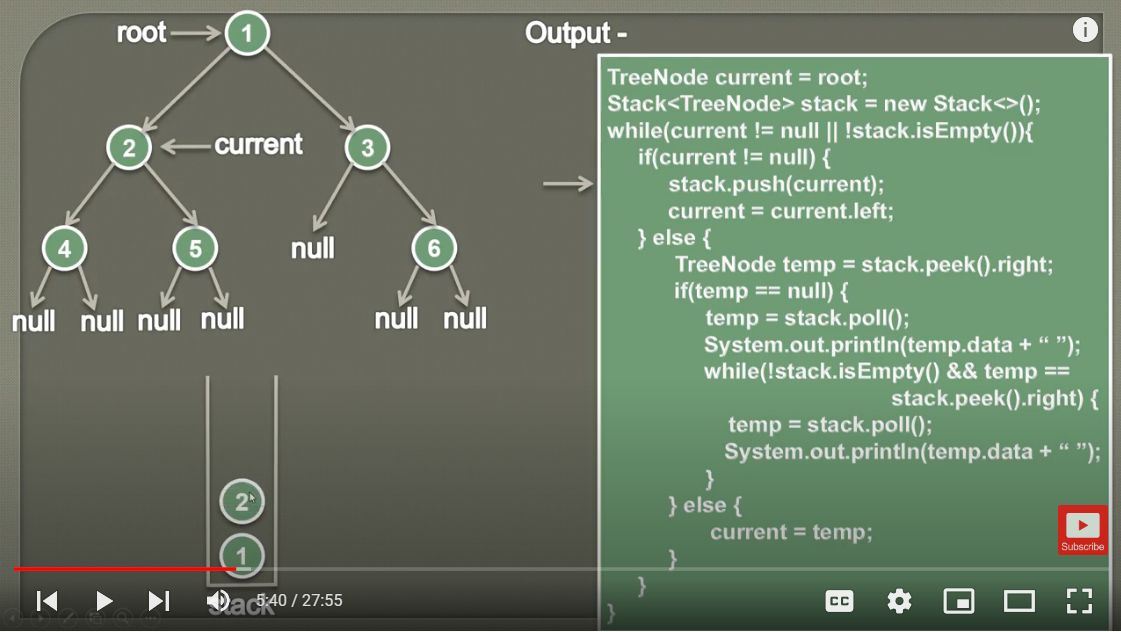 root
1
Output -
2
current
3
4
5
null
6
null
null
null
null
null
null
2
1
stack
TreeNode current = root;
Stack<TreeNode> stack = new Stack<>();
while(current != null || !stack.isEmpty()){
if(current != null) {
stack.push(current);
current = current.left;
} else {
TreeNode temp = stack.peek().right;
if(temp == null) {
temp = stack.poll();
System.out.println(temp.data + “ ”);
while(!stack.isEmpty() && temp ==
stack.peek().right) {
temp = stack.poll();
System.out.println(temp.data + “ ”);
}
} else {
current = temp;
}
}
}
Subscribe
5:40 / 27:55
CC